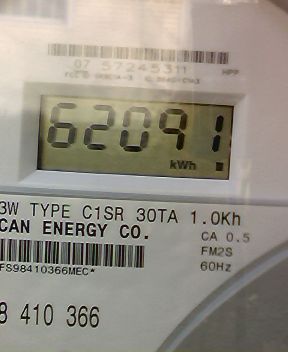 07 57245311
62091
kWh
3W TYPE C1SR 30TA 1.0Kh
CAN ENERGY CO.
CA 0.5
FM2S
60Hz
FS98410366MEC*
8 410 366